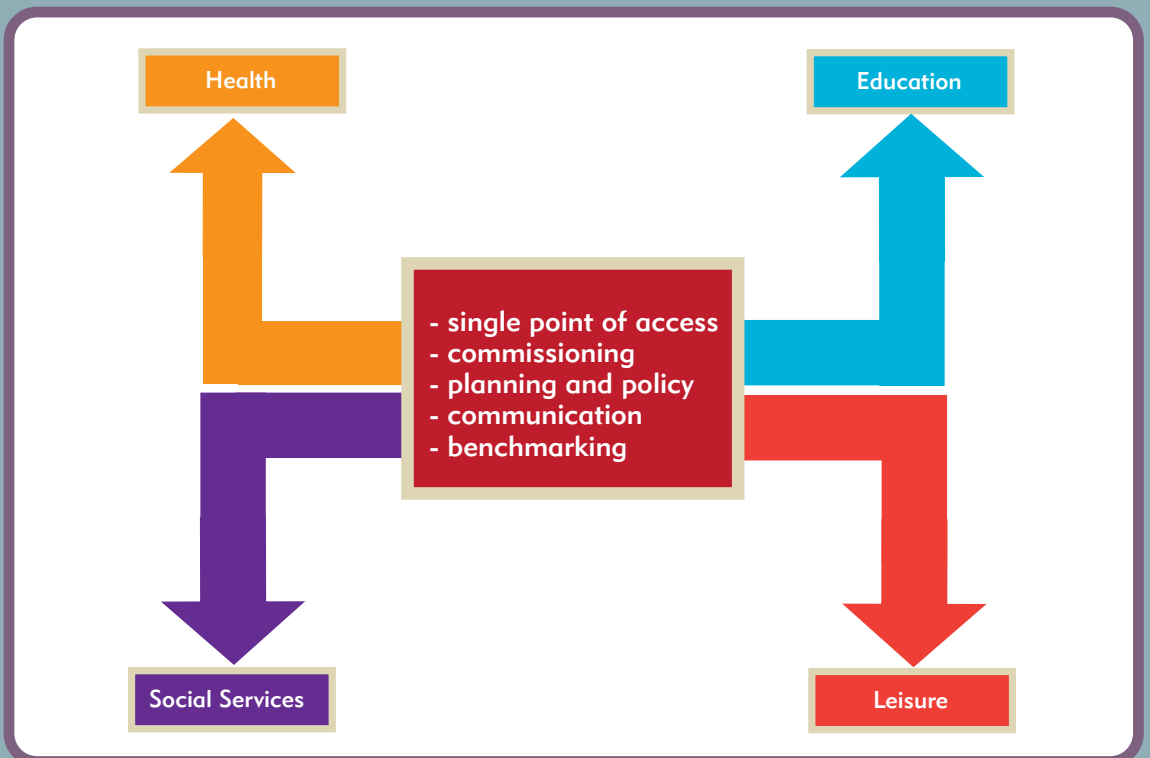 Health
Education
- single point of access
- commissioning
- planning and policy
- communication
- benchmarking
Social Services
Leisure